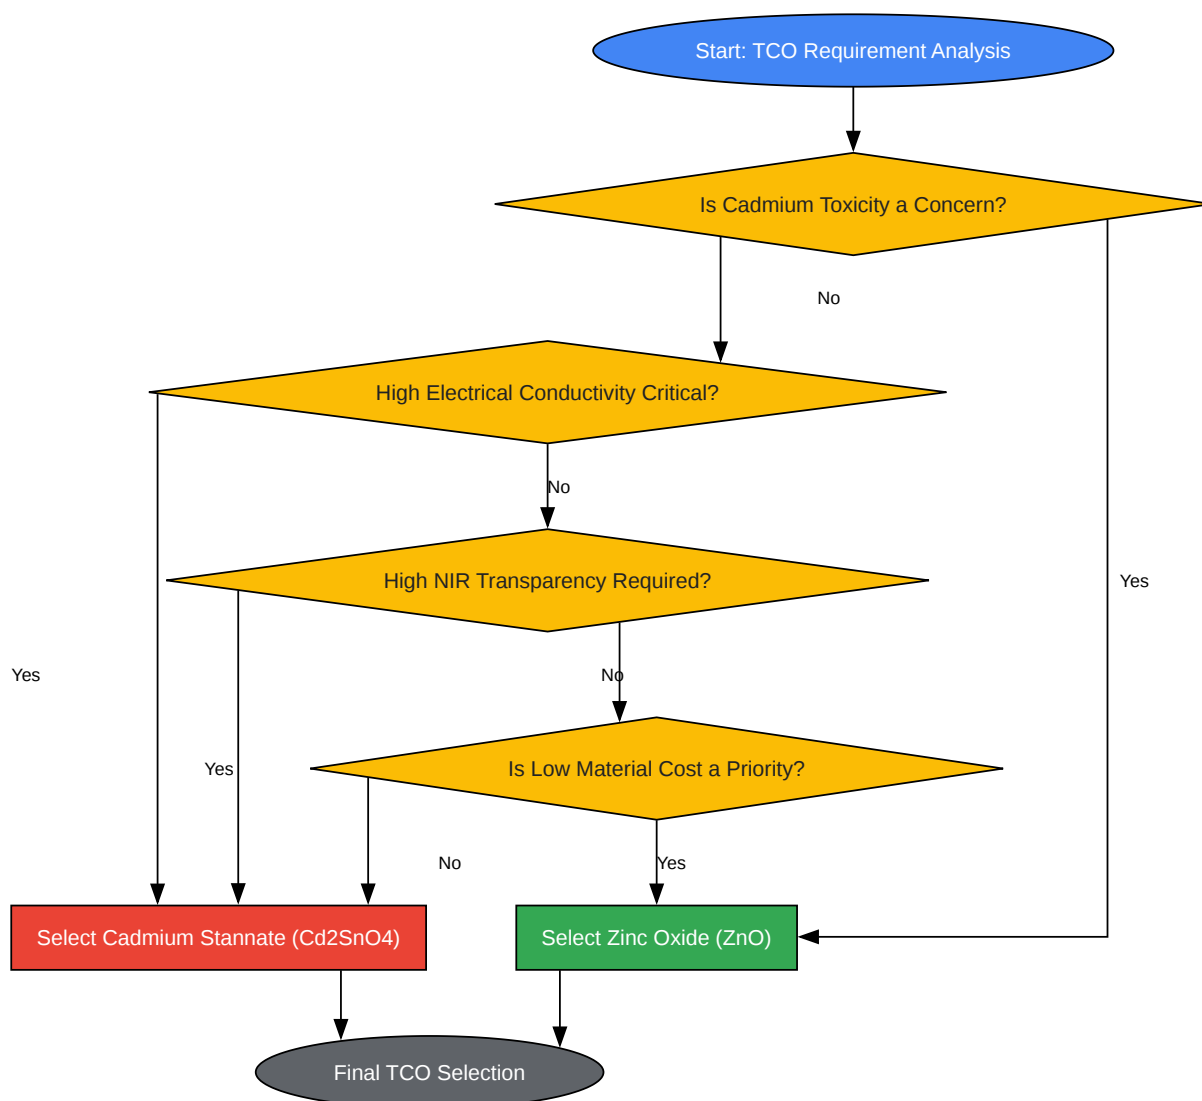 Start: TCO Requirement Analysis
Is Cadmium Toxicity a Concern?
No
High Electrical Conductivity Critical?
No
High NIR Transparency Required?
Yes
Yes
No
Is Low Material Cost a Priority?
Yes
No
Yes
Select Cadmium Stannate (Cd2SnO4)
Select Zinc Oxide (ZnO)
Final TCO Selection